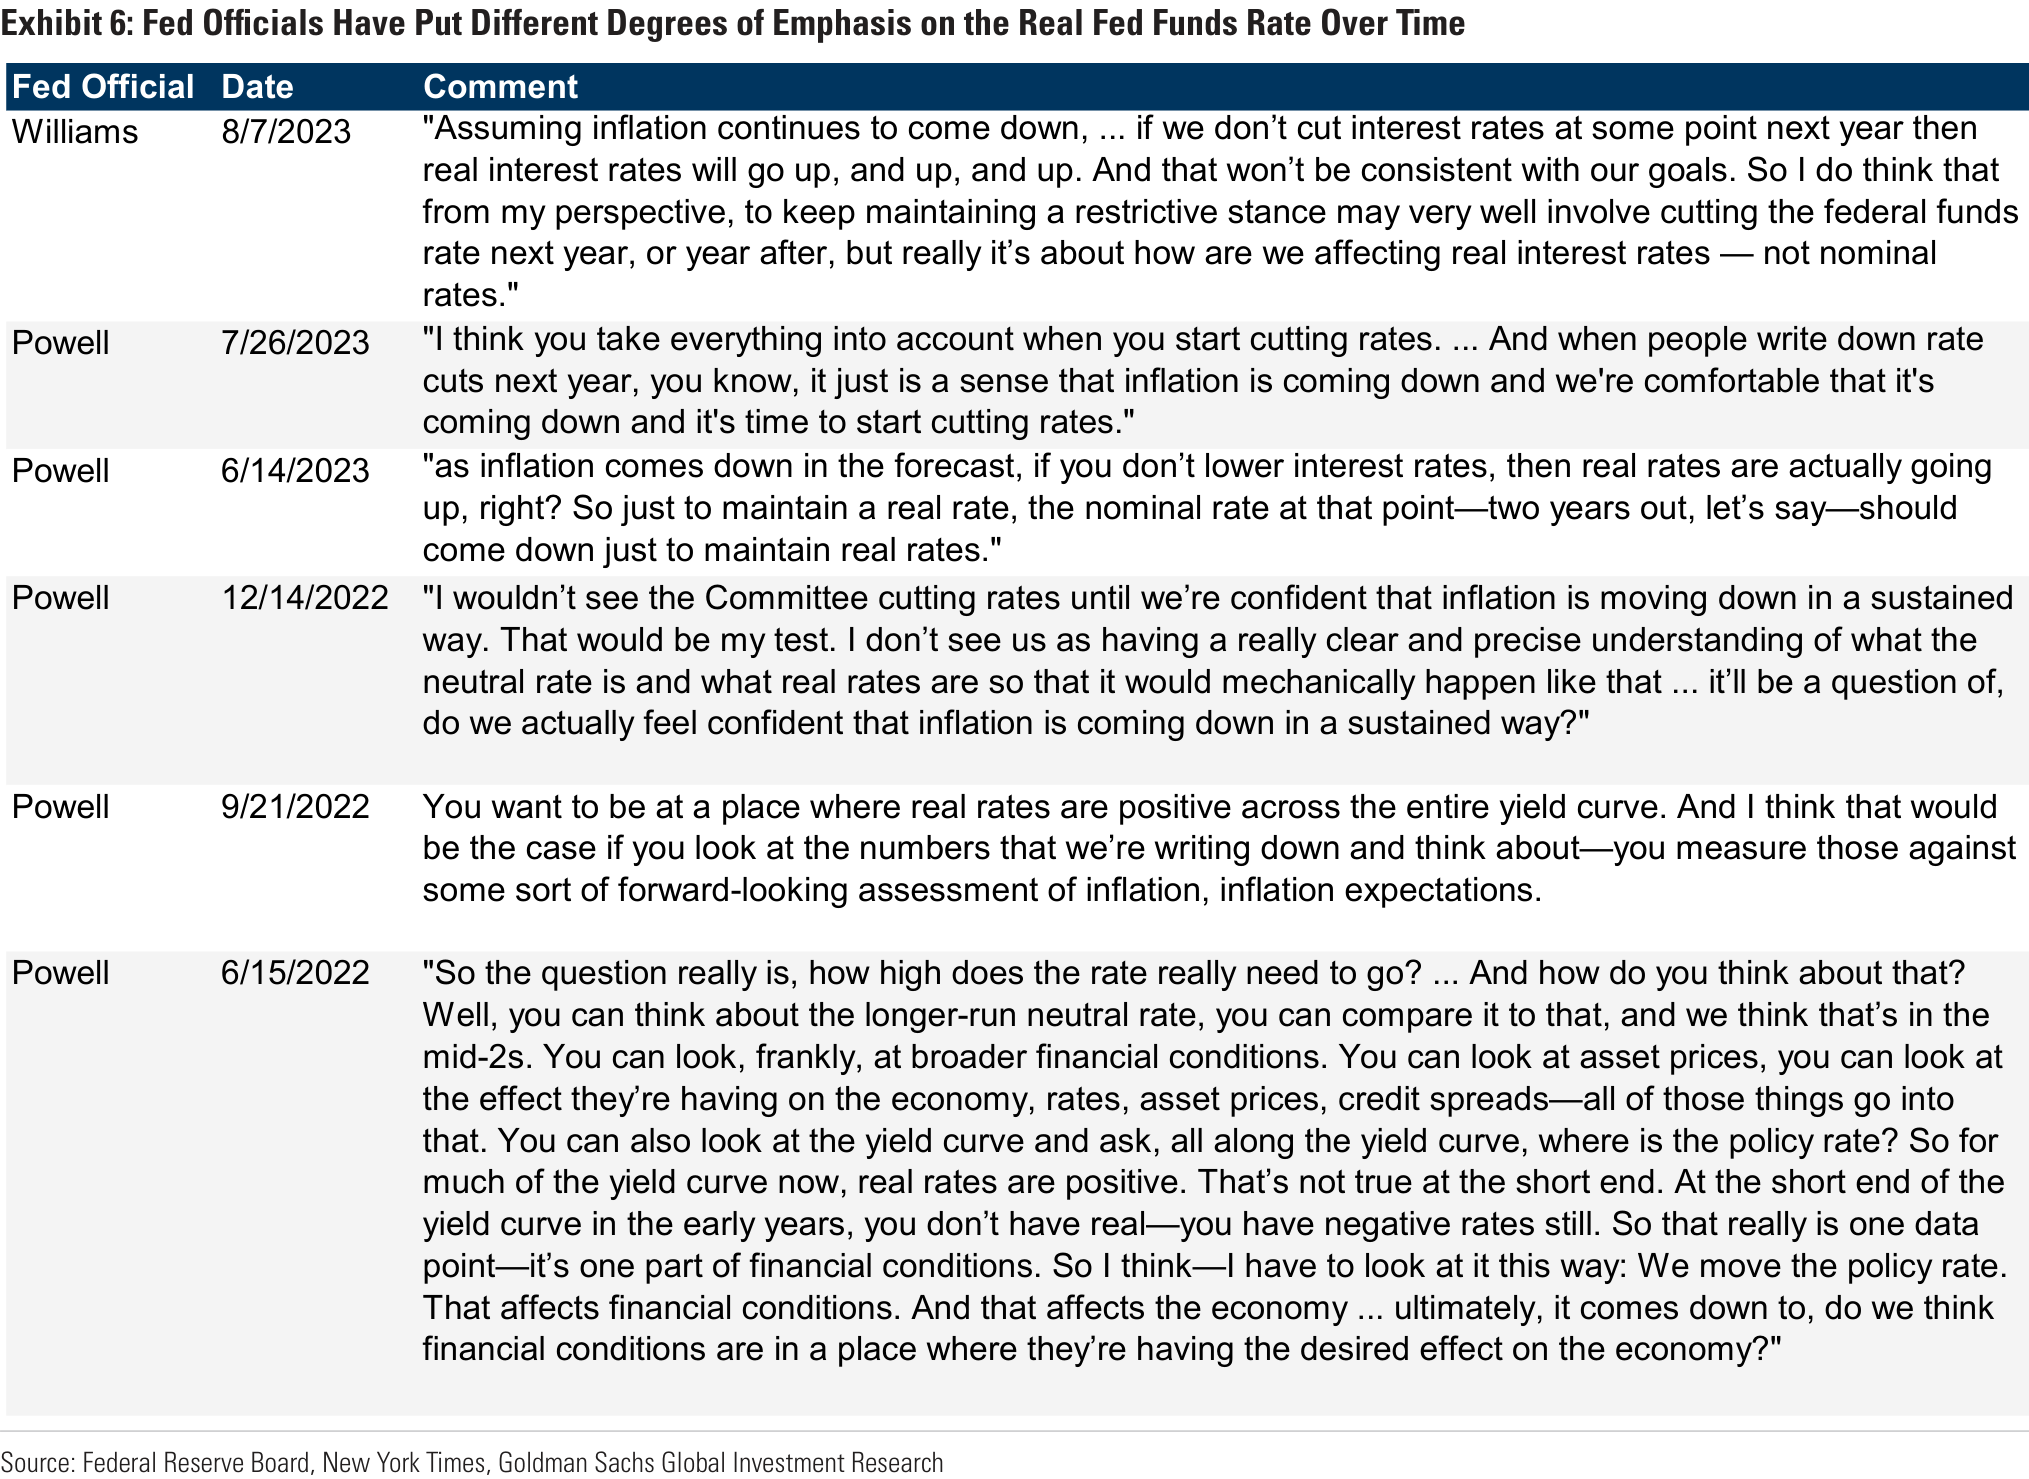 Exhibit 6: Fed Officials Have Put Different Degrees of Emphasis on the Real Fed Funds Rate Over Time
Fed Official Date Comment
Williams 8/7/2023 "Assuming inflation continues to come down, ... if we don’t cut interest rates at some point next year then
real interest rates will go up, and up, and up. And that won’t be consistent with our goals. So I do think that
from my perspective, to keep maintaining a restrictive stance may very well involve cutting the federal funds
rate next year, or year after, but really it’s about how are we affecting real interest rates — not nominal
rates."
Powell 7/26/2023 "I think you take everything into account when you start cutting rates. ... And when people write down rate
cuts next year, you know, it just is a sense that inflation is coming down and we're comfortable that it's
coming down and it's time to start cutting rates."
Powell 6/14/2023 "as inflation comes down in the forecast, if you don’t lower interest rates, then real rates are actually going
up, right? So just to maintain a real rate, the nominal rate at that point—two years out, let’s say—should
come down just to maintain real rates."
Powell 12/14/2022 "I wouldn’t see the Committee cutting rates until we’re confident that inflation is moving down in a sustained
way. That would be my test. I don’t see us as having a really clear and precise understanding of what the
neutral rate is and what real rates are so that it would mechanically happen like that ... it’ll be a question of,
do we actually feel confident that inflation is coming down in a sustained way?"
Powell 9/21/2022 You want to be at a place where real rates are positive across the entire yield curve. And I think that would
be the case if you look at the numbers that we’re writing down and think about—you measure those against
some sort of forward-looking assessment of inflation, inflation expectations.
Powell 6/15/2022 "So the question really is, how high does the rate really need to go? ... And how do you think about that?
Well, you can think about the longer-run neutral rate, you can compare it to that, and we think that’s in the
mid-2s. You can look, frankly, at broader financial conditions. You can look at asset prices, you can look at
the effect they’re having on the economy, rates, asset prices, credit spreads—all of those things go into
that. You can also look at the yield curve and ask, all along the yield curve, where is the policy rate? So for
much of the yield curve now, real rates are positive. That’s not true at the short end. At the short end of the
yield curve in the early years, you don’t have real—you have negative rates still. So that really is one data
point—it’s one part of financial conditions. So I think—I have to look at it this way: We move the policy rate.
That affects financial conditions. And that affects the economy ... ultimately, it comes down to, do we think
financial conditions are in a place where they’re having the desired effect on the economy?"
Source: Federal Reserve Board, New York Times, Goldman Sachs Global Investment Research